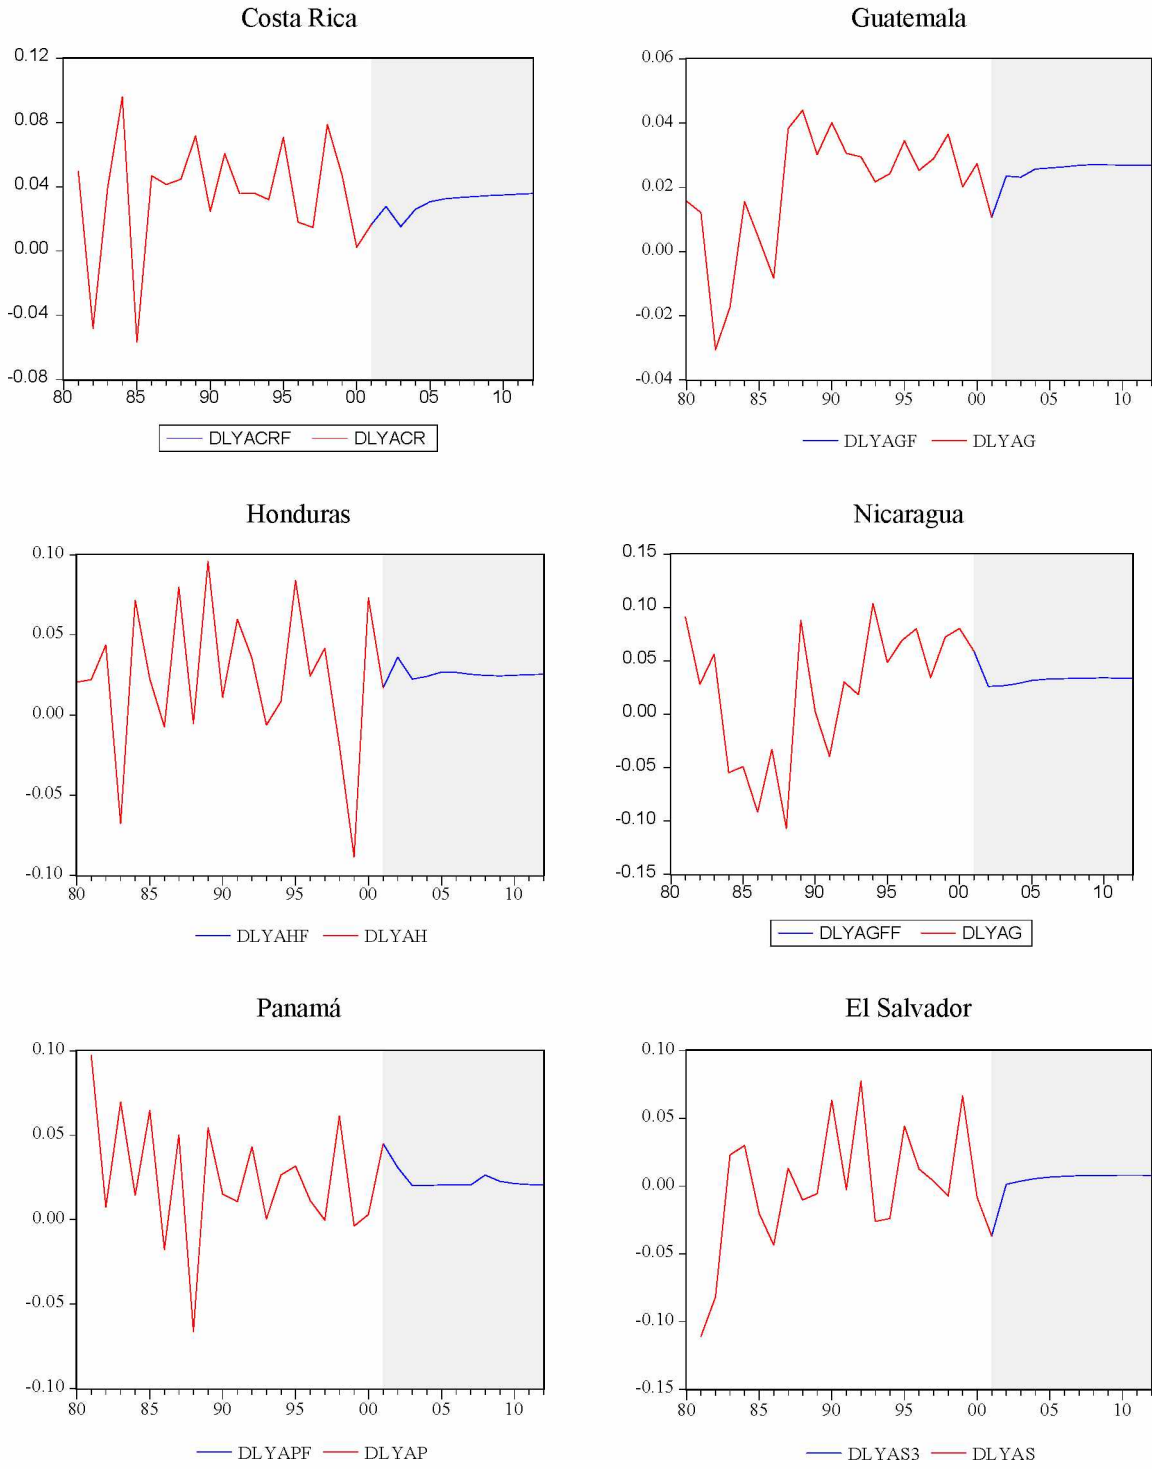 Costa Rica
0.12
0.08
0.04
0.00
-0.04
-0.08
80 85 90 95 00 05 10
DLYACRF DLYACR
Guatemala
0.06
0.04
0.02
0.00
-0.02
-0.04
80 85 90 95 00 05 10
DLYAGF DLYAG
Honduras
0.10
0.05
0.00
-0.05
-0.10
80 85 90 95 00 05 10
DLYAHF DLYAH
Nicaragua
0.15
0.10
0.05
0.00
-0.05
-0.10
-0.15
80 85 90 95 00 05 10
DLYAGFF DLYAG
Panamá
0.10
0.05
0.00
-0.05
-0.10
80 85 90 95 00 05 10
DLYAPF DLYAP
El Salvador
0.10
0.05
0.00
-0.05
-0.10
-0.15
80 85 90 95 00 05 10
DLYAS3 DLYAS